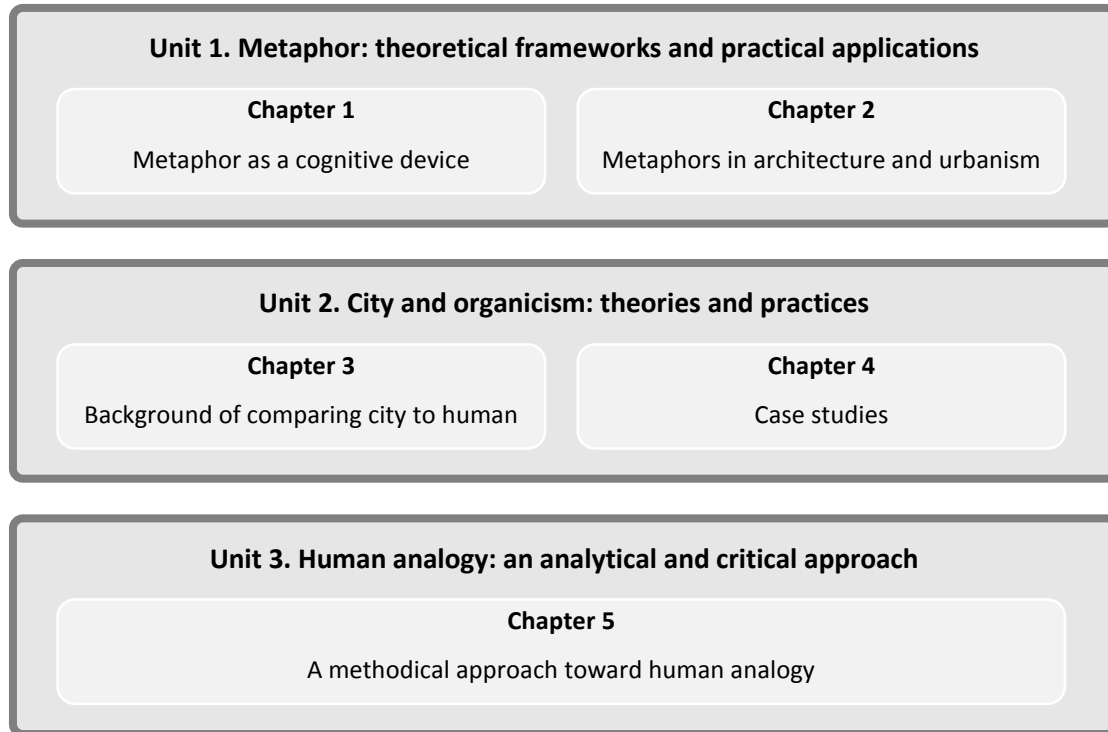 Unit 1. Metaphor: theoretical frameworks and practical applications
Chapter 1
Metaphor as a cognitive device
Chapter 2
Metaphors in architecture and urbanism
Unit 2. City and organicism: theories and practices
Chapter 3
Background of comparing city to human
Chapter 4
Case studies
Unit 3. Human analogy: an analytical and critical approach
Chapter 5
A methodical approach toward human analogy